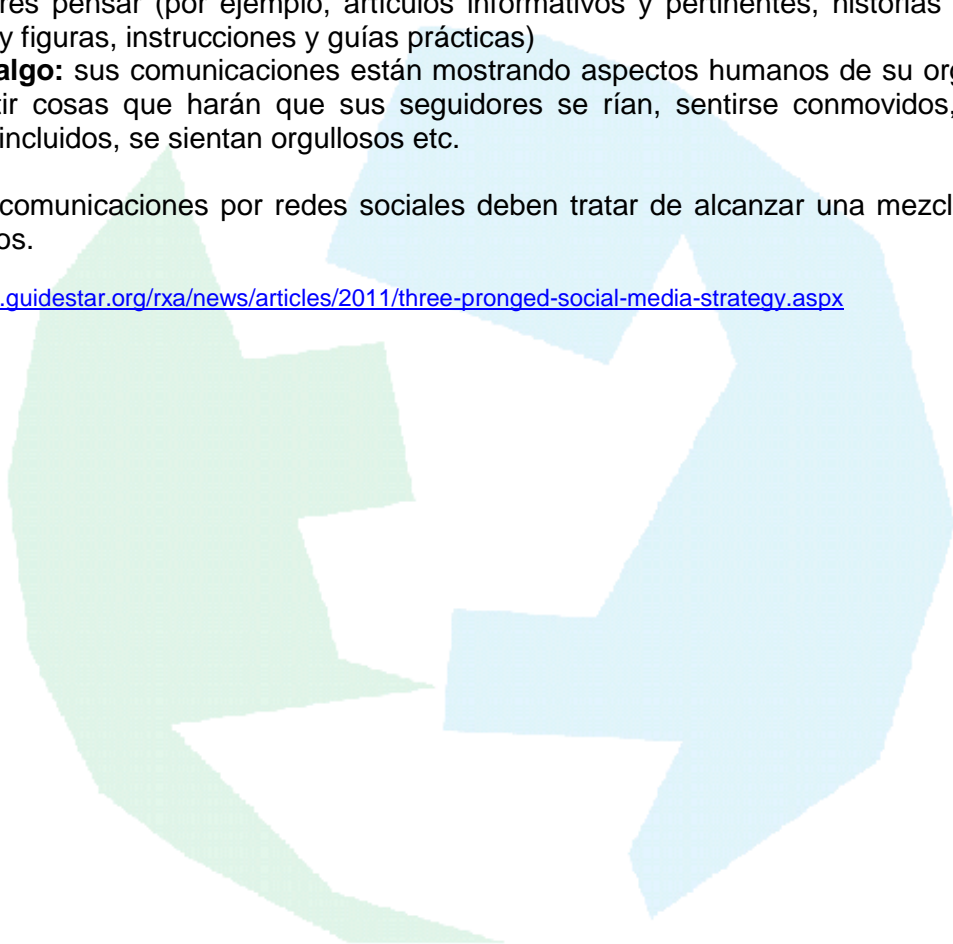 res pensar (por ejemplo, artículos informativos y pertinentes, historias
y figuras, instrucciones y guías prácticas)
algo: sus comunicaciones están mostrando aspectos humanos de su org
tir cosas que harán que sus seguidores se rían, sentirse conmovidos,
incluidos, se sientan orgullosos etc.
comunicaciones por redes sociales deben tratar de alcanzar una mezcl
os.
.guidestar.org/rxa/news/articles/2011/three-pronged-social-media-strategy.aspx